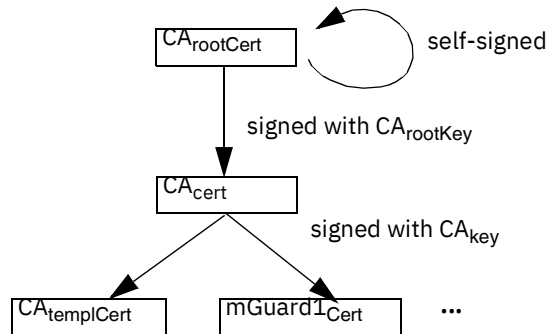 CArootCert
self-signed
signed with CArootKey
CAcert
signed with CAkey
CAtemplCert
mGuard1Cert
...